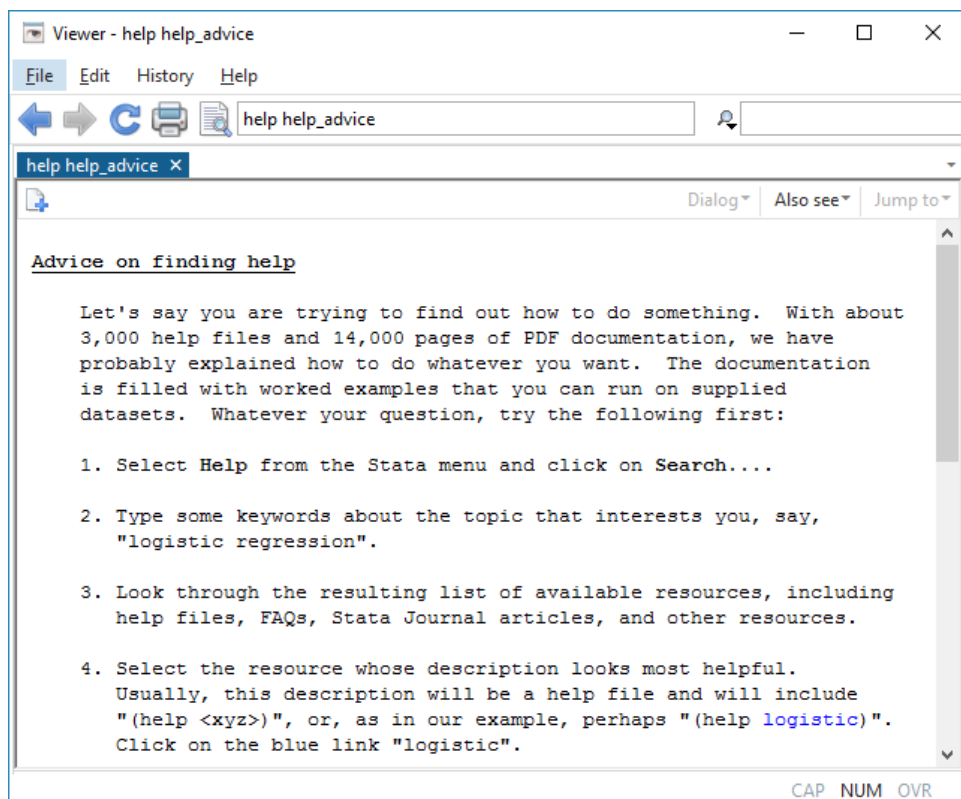 Viewer - help help_advice
File Edit History Help
help help_advice
help help_advice ×
Dialog Also see Jump to
Advice on finding help
Let's say you are trying to find out how to do something.  With about
3,000 help files and 14,000 pages of PDF documentation, we have
probably explained how to do whatever you want.  The documentation
is filled with worked examples that you can run on supplied
datasets.  Whatever your question, try the following first:
1. Select Help from the Stata menu and click on Search....
2. Type some keywords about the topic that interests you, say,
"logistic regression".
3. Look through the resulting list of available resources, including
help files, FAQs, Stata Journal articles, and other resources.
4. Select the resource whose description looks most helpful.
Usually, this description will be a help file and will include
"(help <xyz>)", or, as in our example, perhaps "(help logistic)".
Click on the blue link "logistic".
CAP NUM OVR